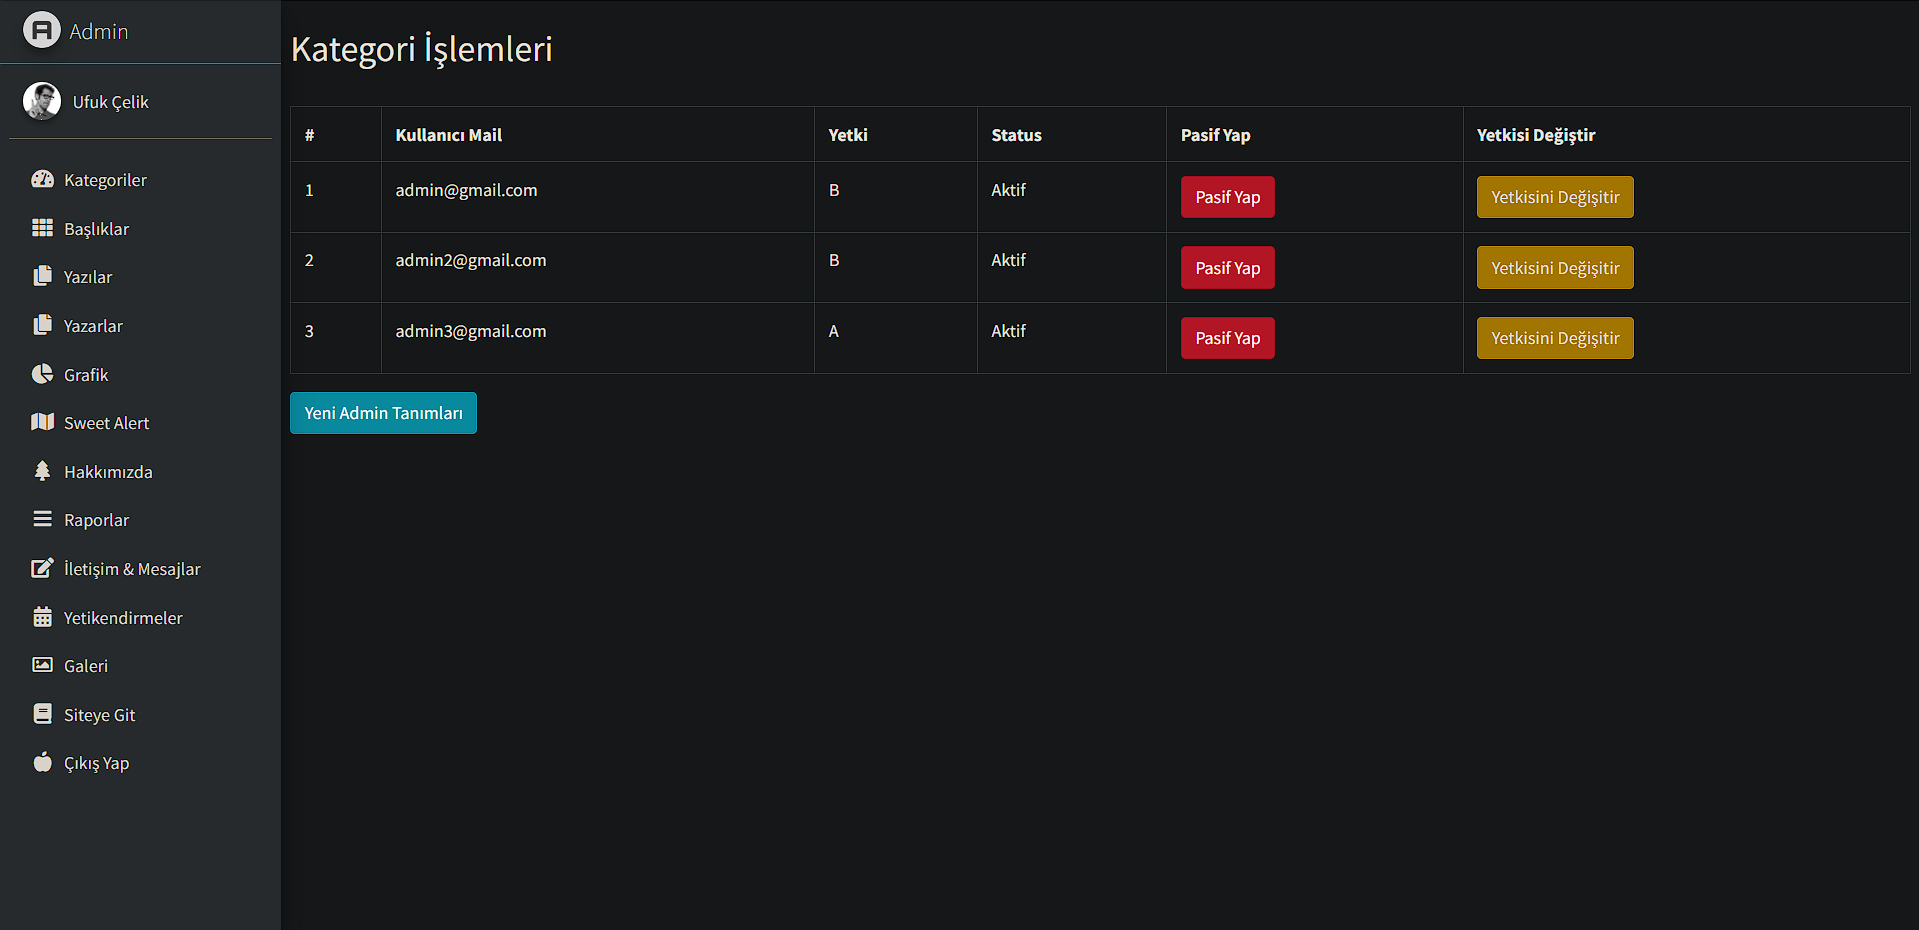 Admin
Ufuk Çelik
Kategoriler
Başlıklar
Yazılar
Yazarlar
Grafik
Sweet Alert
Hakkımızda
Raporlar
İletişim & Mesajlar
Yetikendirmeler
Galeri
Siteye Git
Çıkış Yap
Kategori İşlemleri
# Kullanıcı Mail Yetki Status Pasif Yap Yetkisi Değiştir
1 admin@gmail.com B Aktif Pasif Yap Yetkisini Değişitir
2 admin2@gmail.com B Aktif Pasif Yap Yetkisini Değişitir
3 admin3@gmail.com A Aktif Pasif Yap Yetkisini Değişitir
Yeni Admin Tanımları